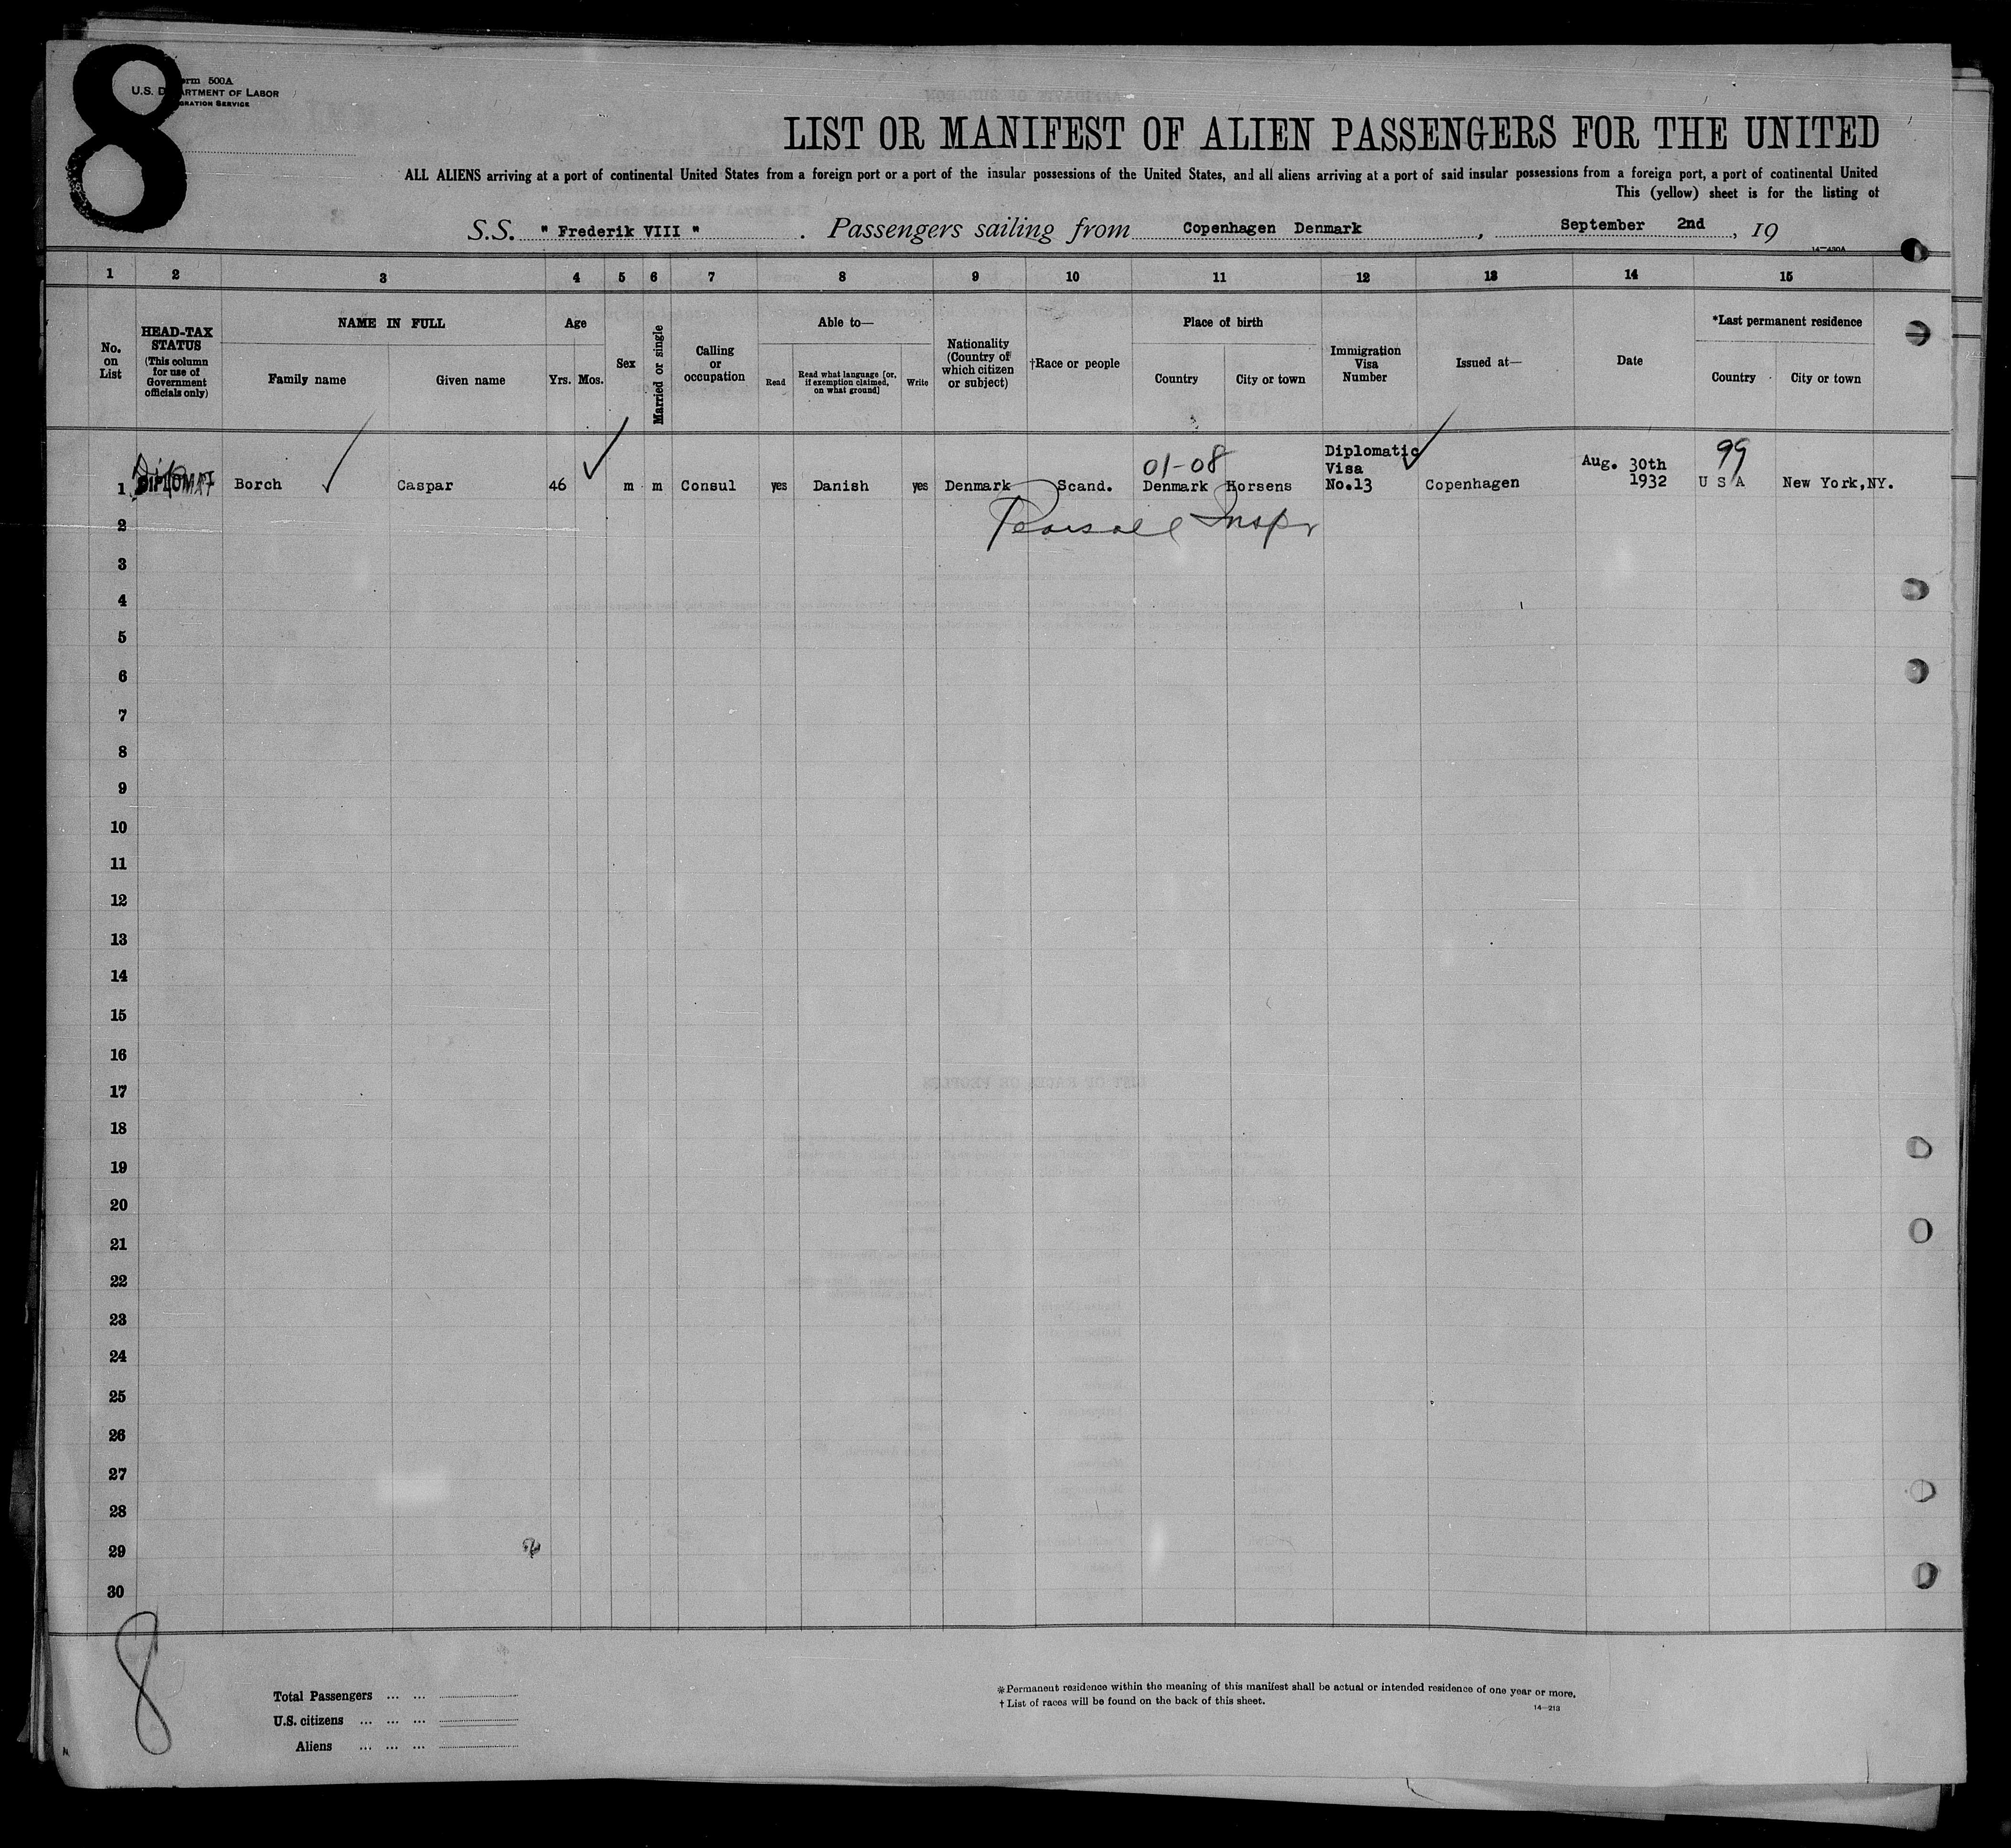 8
Form 500A
U.S. DEPARTMENT OF LABOR
IMMIGRATION SERVICE
LIST OR MANIFEST OF ALIEN PASSENGERS FOR THE UNITED
ALL ALIENS arriving at a port of continental United States from a foreign port or a port of the insular possessions of the United States, and all aliens arriving at a port of said insular possessions from a foreign port, a port of continental United
This (yellow) sheet is for the listing of
S.S. " Frederik VIII " . Passengers sailing from Copenhagen Denmark , September 2nd , 19
14—430A
1 2 3 4 5 6 7 8 9 10 11 12 13 14 15
No. on List
HEAD-TAX STATUS
(This column for use of Government officials only)
NAME IN FULL
Family name Given name
Age
Yrs. Mos.
Sex
Married or single
Calling or occupation
Able to—
Read Read what language [or, if exemption claimed, on what ground] Write
Nationality (Country of which citizen or subject)
†Race or people
Place of birth
Country City or town
Immigration Visa Number
Issued at—
Date
*Last permanent residence
Country City or town
01-08 Diplomatic 99
Visa Aug. 30th
1 DIPLOMAT Borch Caspar 46 m m Consul yes Danish yes Denmark Scand. Denmark Horsens No.13 Copenhagen 1932 U S A New York,NY.
2 Pearsall Inspr
3
4
5
6
7
8
9
10
11
12
13
14
15
16
17
18
19
20
21
22
23
24
25
26
27
28
29
30
8
Total Passengers ... ...
U.S. citizens ... ... ...
Aliens ... ... ...
*Permanent residence within the meaning of this manifest shall be actual or intended residence of one year or more.
† List of races will be found on the back of this sheet.
14—213